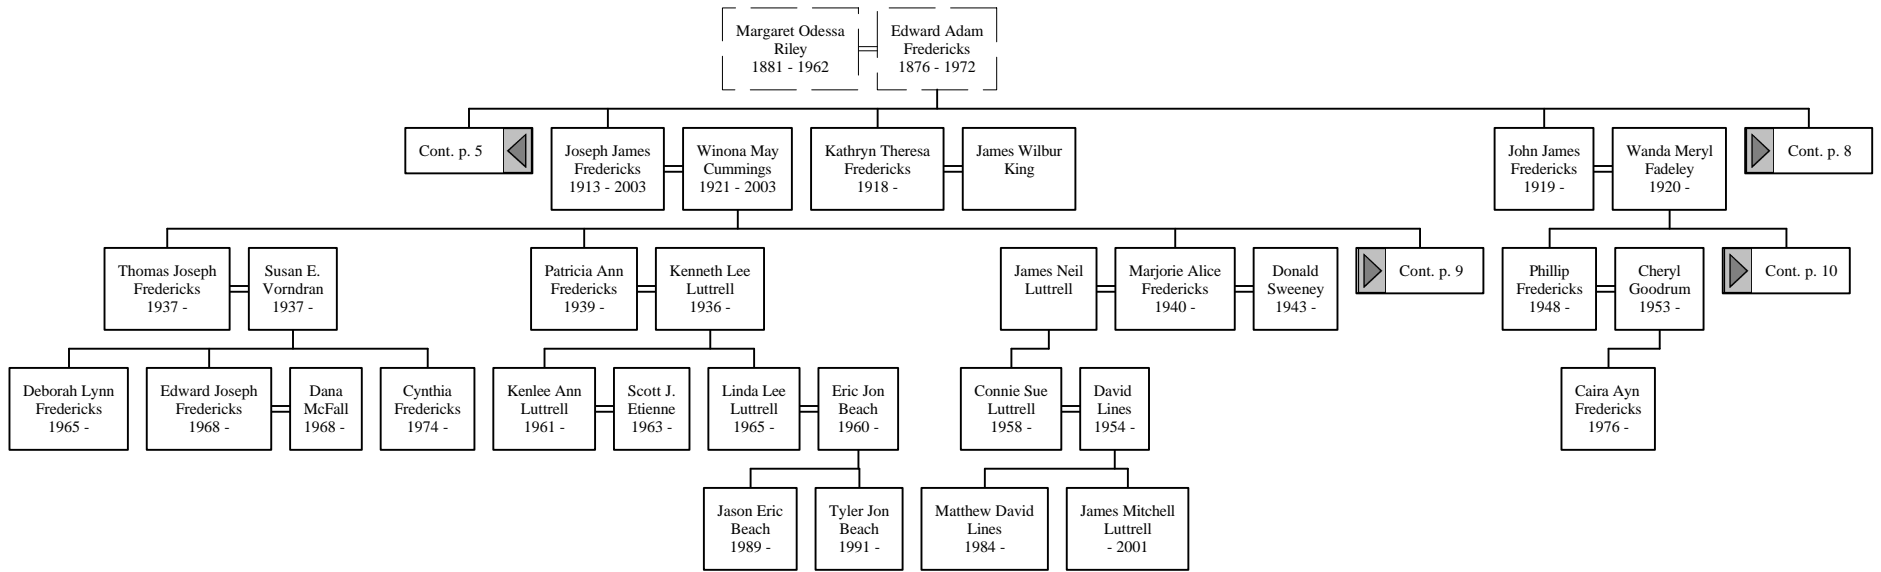 Margaret Odessa
Riley
1881 - 1962
Edward Adam
Fredericks
1876 - 1972
Cont. p. 5
Joseph James
Fredericks
1913 - 2003
Winona May
Cummings
1921 - 2003
Kathryn Theresa
Fredericks
1918 -
James Wilbur
King
John James
Fredericks
1919 -
Wanda Meryl
Fadeley
1920 -
Cont. p. 8
Thomas Joseph
Fredericks
1937 -
Susan E.
Vorndran
1937 -
Patricia Ann
Fredericks
1939 -
Kenneth Lee
Luttrell
1936 -
James Neil
Luttrell
Marjorie Alice
Fredericks
1940 -
Donald
Sweeney
1943 -
Cont. p. 9
Phillip
Fredericks
1948 -
Cheryl
Goodrum
1953 -
Cont. p. 10
Deborah Lynn
Fredericks
1965 -
Edward Joseph
Fredericks
1968 -
Dana
McFall
1968 -
Cynthia
Fredericks
1974 -
Kenlee Ann
Luttrell
1961 -
Scott J.
Etienne
1963 -
Linda Lee
Luttrell
1965 -
Eric Jon
Beach
1960 -
Connie Sue
Luttrell
1958 -
David
Lines
1954 -
Caira Ayn
Fredericks
1976 -
Jason Eric
Beach
1989 -
Tyler Jon
Beach
1991 -
Matthew David
Lines
1984 -
James Mitchell
Luttrell
- 2001